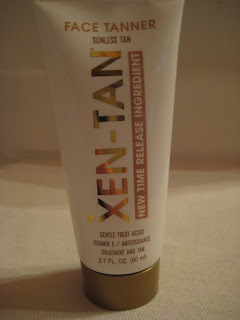 FACE TANNER
SUNLESS TAN
XEN-TAN
NEW TIME RELEASE INGREDIENT
GENTLE FRUIT ACIDS
VITAMIN E / ANTIOXIDANTS
TREATMENT AND TAN
2.7 FL. OZ. (80 ml)